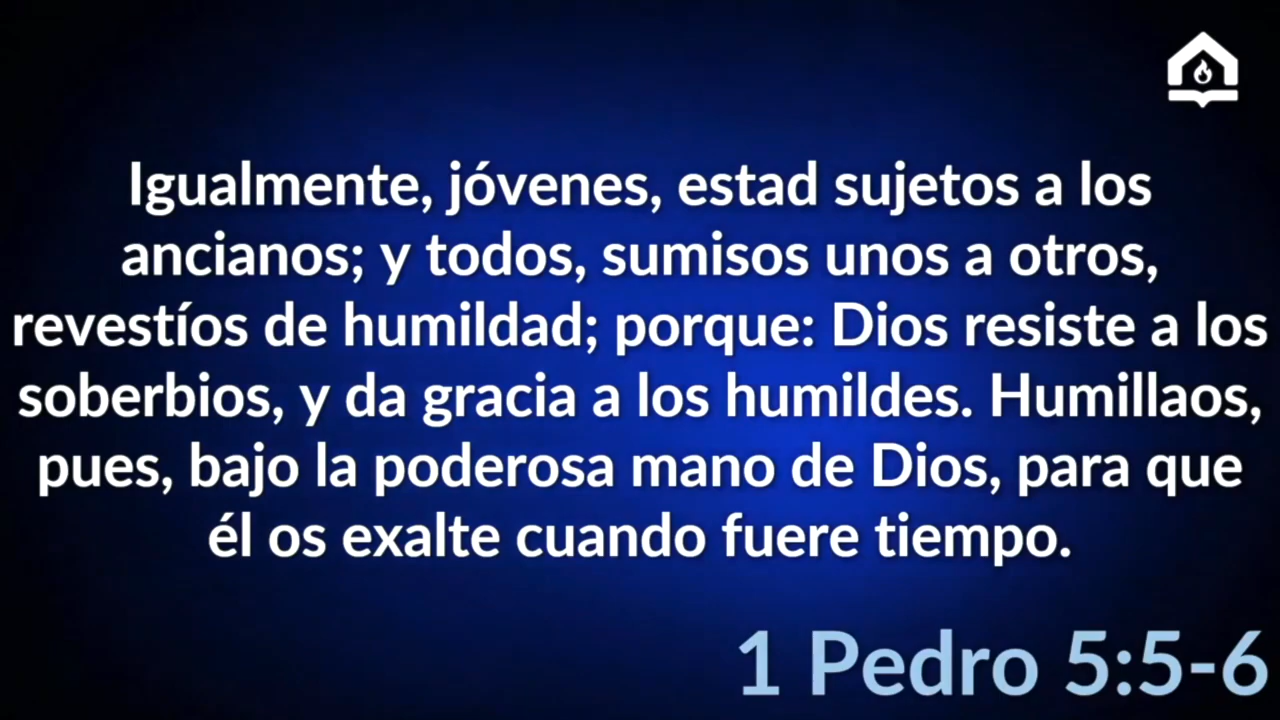 Igualmente, jóvenes, estad sujetos a los
ancianos; y todos, sumisos unos a otros,
revestíos de humildad; porque: Dios resiste a los
soberbios, y da gracia a los humildes. Humillaos,
pues, bajo la poderosa mano de Dios, para que
él os exalte cuando fuere tiempo.
1 Pedro 5:5-6